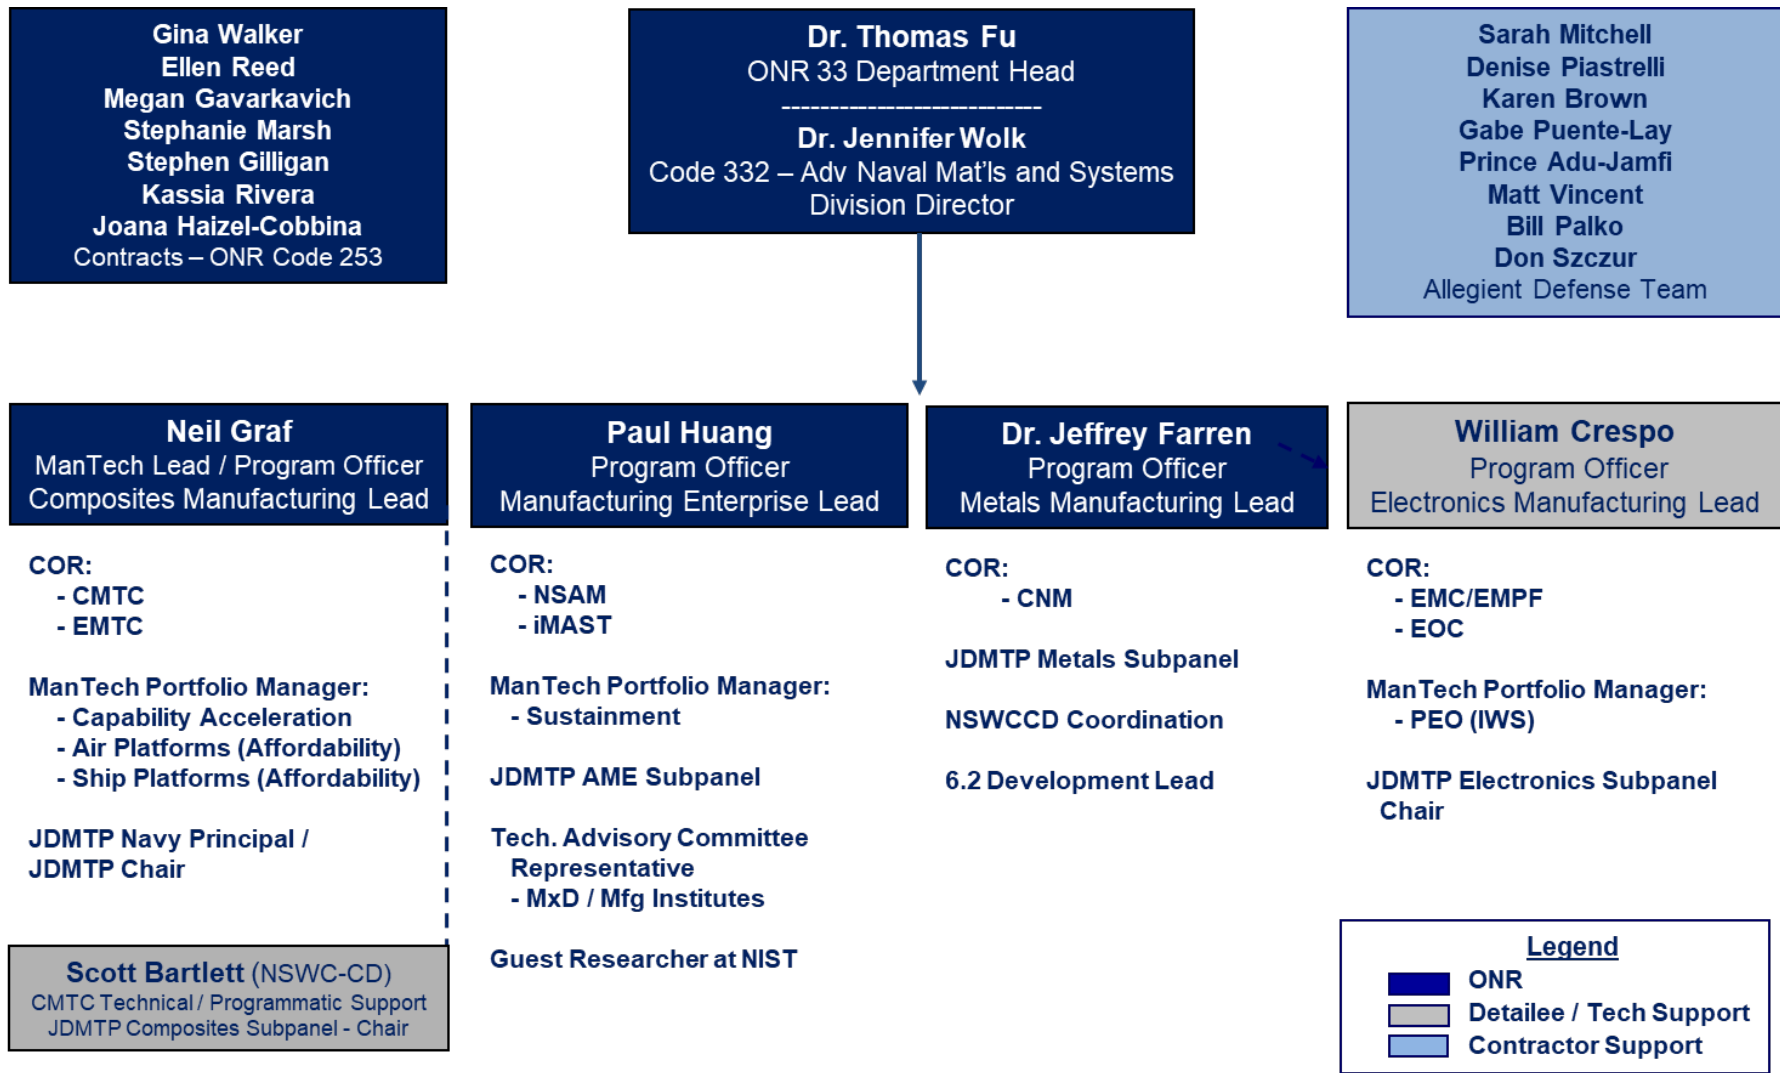 Gina Walker
Ellen Reed
Megan Gavarkavich
Stephanie Marsh
Stephen Gilligan
Kassia Rivera
Joana Haizel-Cobbina
Contracts – ONR Code 253
Dr. Thomas Fu
ONR 33 Department Head
----------------------------
Dr. Jennifer Wolk
Code 332 – Adv Naval Mat'ls and Systems
Division Director
Sarah Mitchell
Denise Piastrelli
Karen Brown
Gabe Puente-Lay
Prince Adu-Jamfi
Matt Vincent
Bill Palko
Don Szczur
Allegient Defense Team
Neil Graf
ManTech Lead / Program Officer
Composites Manufacturing Lead
COR:
- CMTC
- EMTC
ManTech Portfolio Manager:
- Capability Acceleration
- Air Platforms (Affordability)
- Ship Platforms (Affordability)
JDMTP Navy Principal /
JDMTP Chair
Scott Bartlett (NSWC-CD)
CMTC Technical / Programmatic Support
JDMTP Composites Subpanel - Chair
Paul Huang
Program Officer
Manufacturing Enterprise Lead
COR:
- NSAM
- iMAST
ManTech Portfolio Manager:
- Sustainment
JDMTP AME Subpanel
Tech. Advisory Committee
Representative
- MxD / Mfg Institutes
Guest Researcher at NIST
Dr. Jeffrey Farren
Program Officer
Metals Manufacturing Lead
COR:
- CNM
JDMTP Metals Subpanel
NSWCCD Coordination
6.2 Development Lead
William Crespo
Program Officer
Electronics Manufacturing Lead
COR:
- EMC/EMPF
- EOC
ManTech Portfolio Manager:
- PEO (IWS)
JDMTP Electronics Subpanel
Chair
Legend
ONR
Detailee / Tech Support
Contractor Support